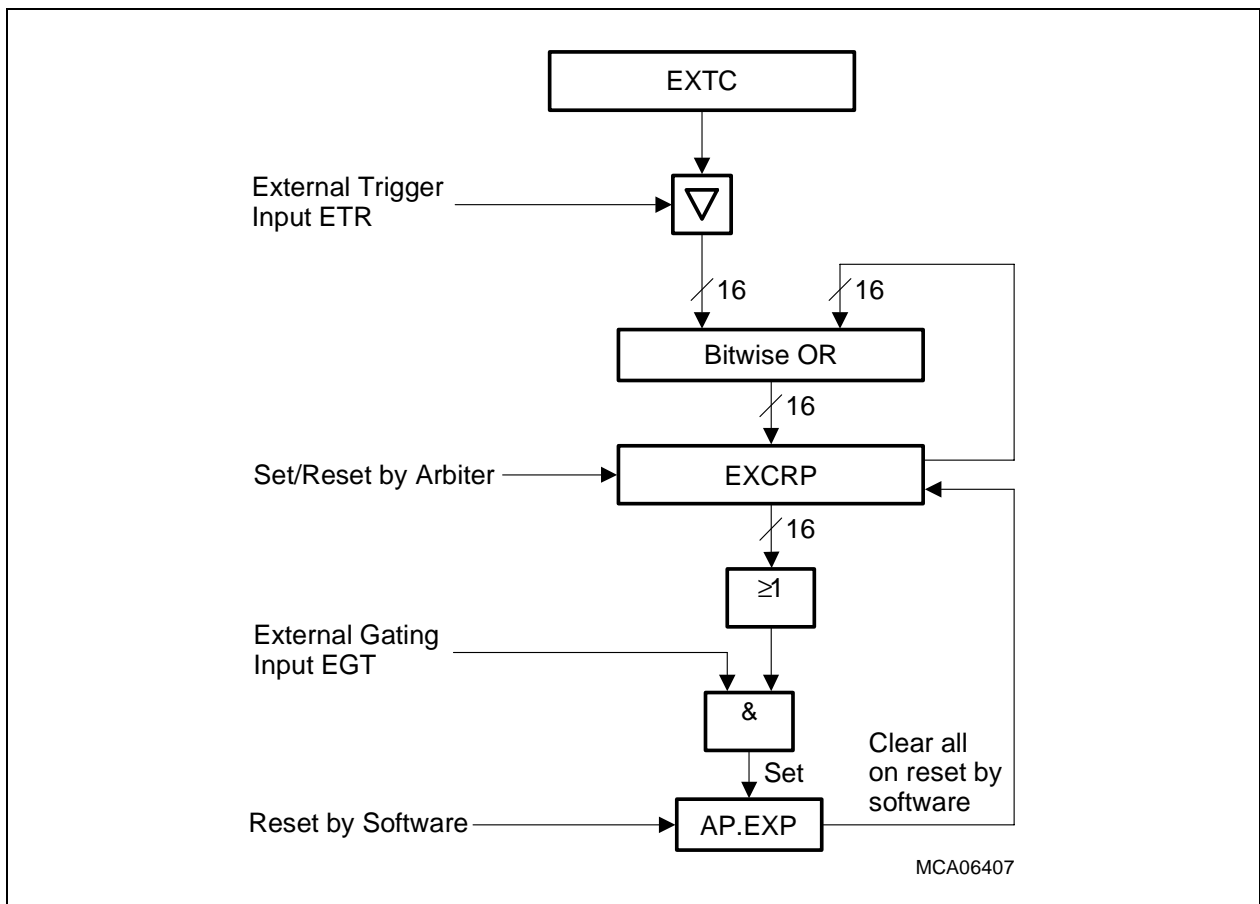 EXTC
External Trigger
Input ETR
16
16
Bitwise OR
16
Set/Reset by Arbiter
EXCRP
16
≥1
External Gating
Input EGT
&
Clear all
on reset by
software
Set
Reset by Software
AP.EXP
MCA06407